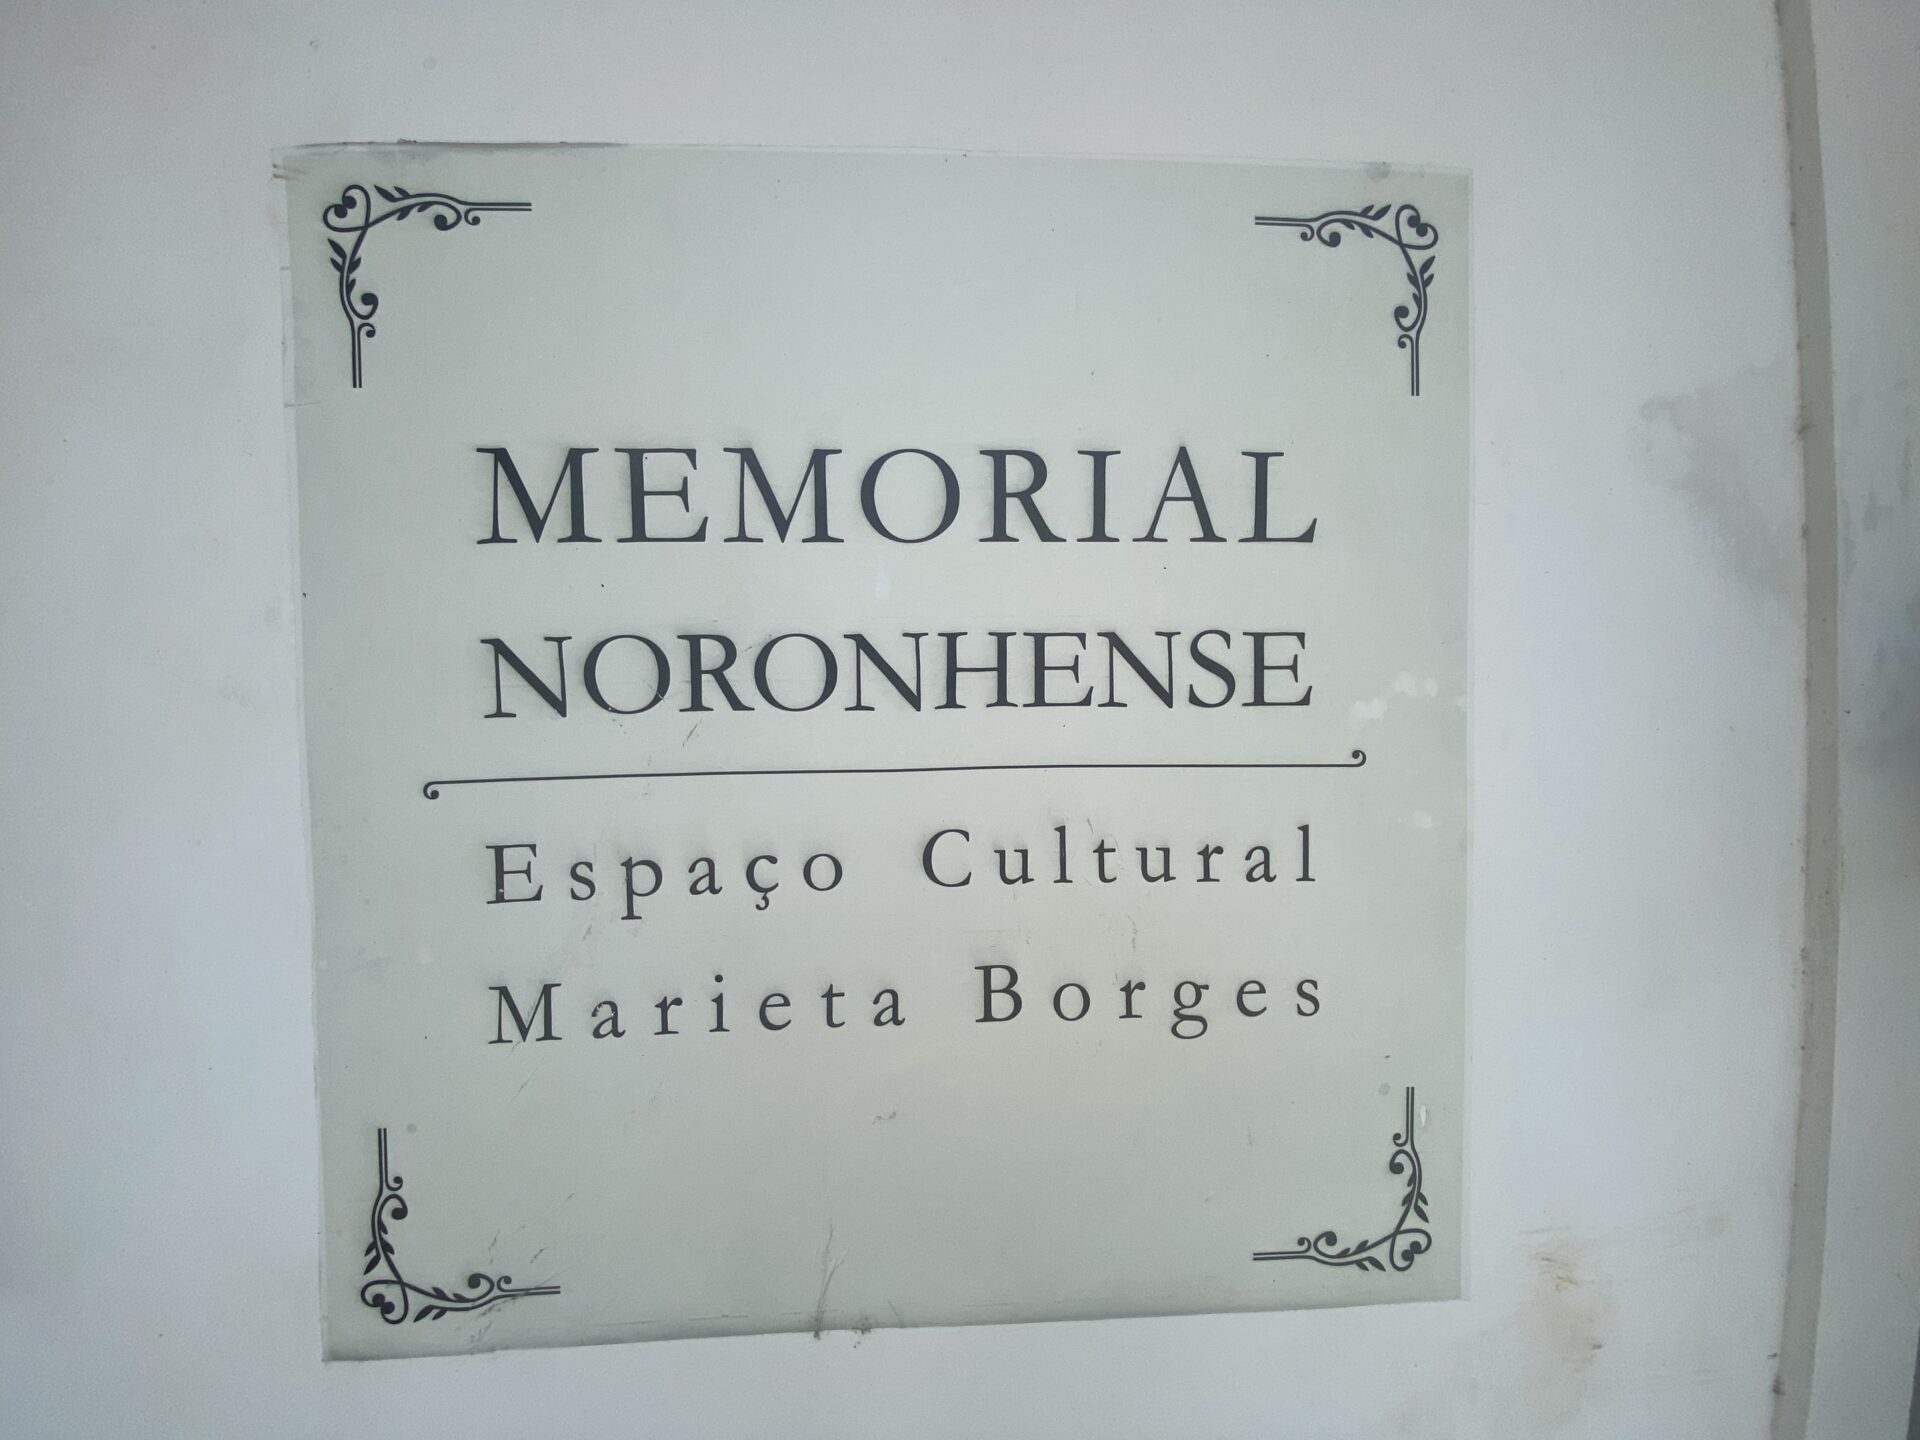 MEMORIAL
NORONHENSE
Espaço Cultural
Marieta Borges